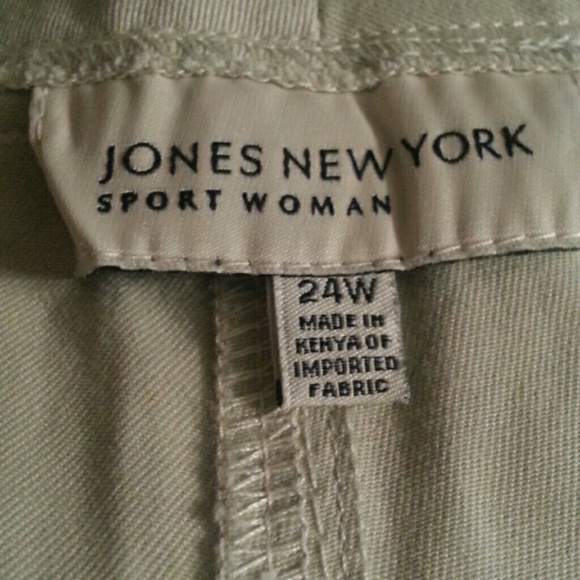 JONES NEW YORK
SPORT WOMAN
24W
MADE IN
KENYA OF
IMPORTED
FABRIC